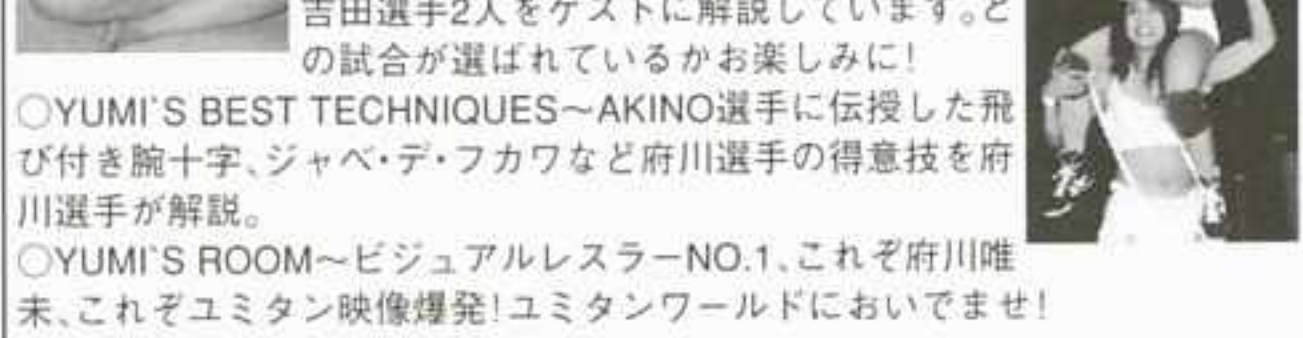 吉田選手2人をゲストに解説しています。ど
の試合が選ばれているかお楽しみに!
○YUMI`S BEST TECHNIQUES〜AKINO選手に伝授した飛
び付き腕十字、ジャベ・デ・フカワなど府川選手の得意技を府
川選手が解説。
○YUMI`S ROOM〜ビジュアルレスラーNO.1、これぞ府川唯
未、これぞユミタン映像爆発!ユミタンワールドにおいでませ!